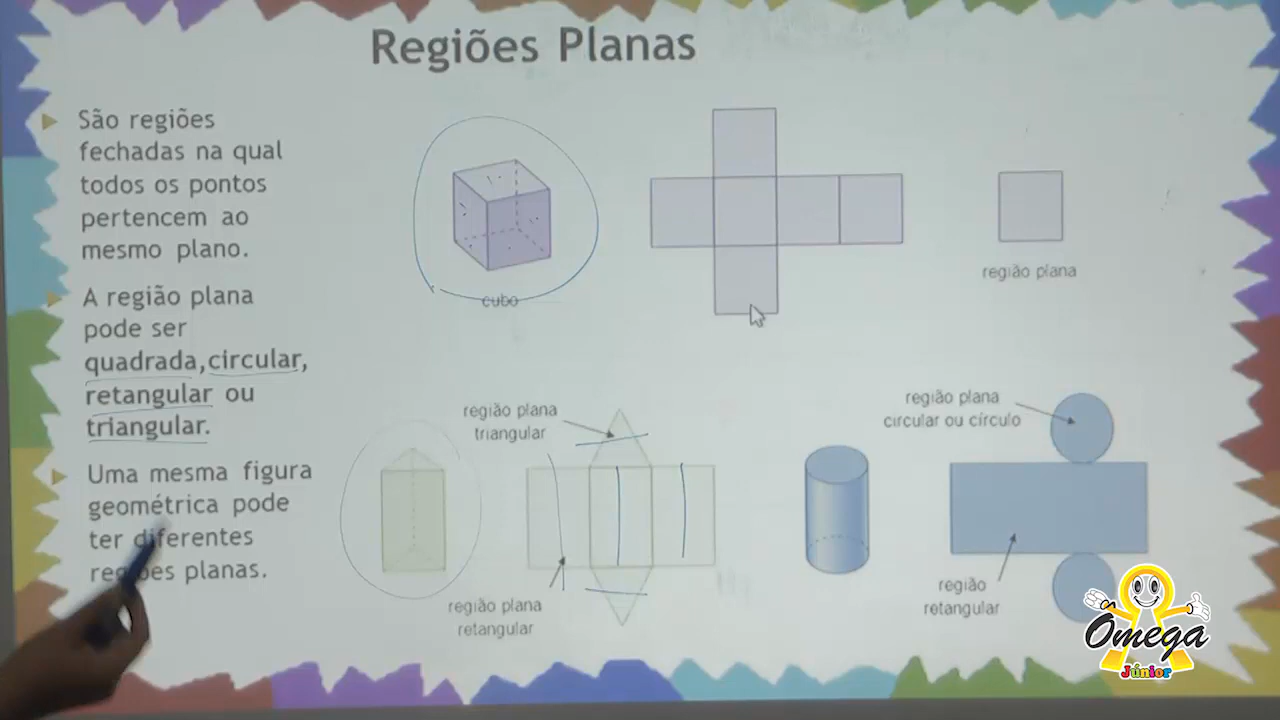 Regiões Planas
São regiões
fechadas na qual
todos os pontos
pertencem ao
mesmo plano.
A região plana
pode ser
quadrada,circular,
retangular ou
triangular.
Uma mesma figura
geométrica pode
ter diferentes
regiões planas.
cubo
região plana
região plana
triangular
região plana
retangular
região plana
circular ou círculo
região
retangular
Ômega
Júnior